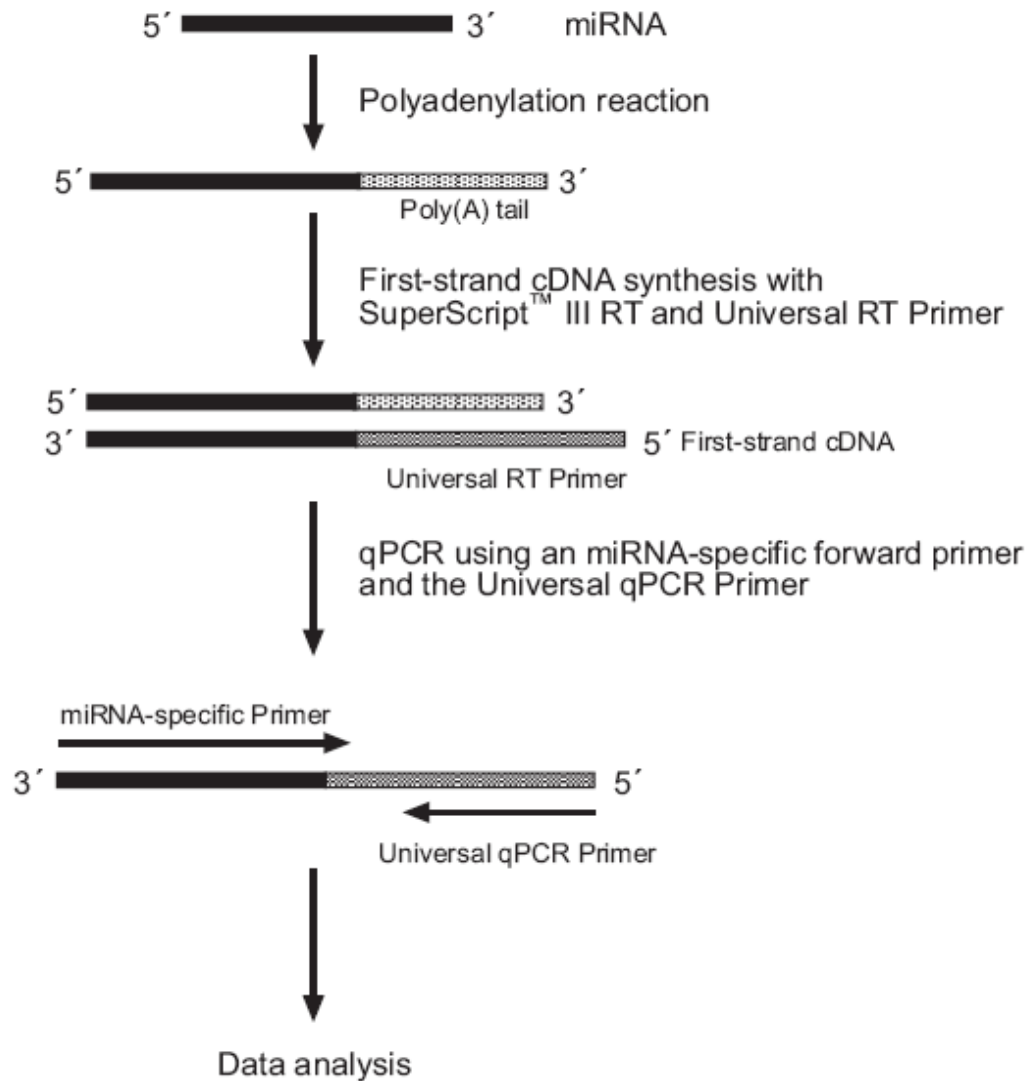 5´ 3´ miRNA
Polyadenylation reaction
5´ 3´
Poly(A) tail
First-strand cDNA synthesis with
SuperScript™ III RT and Universal RT Primer
5´ 3´
3´ 5´ First-strand cDNA
Universal RT Primer
qPCR using an miRNA-specific forward primer
and the Universal qPCR Primer
miRNA-specific Primer
3´ 5´
Universal qPCR Primer
Data analysis